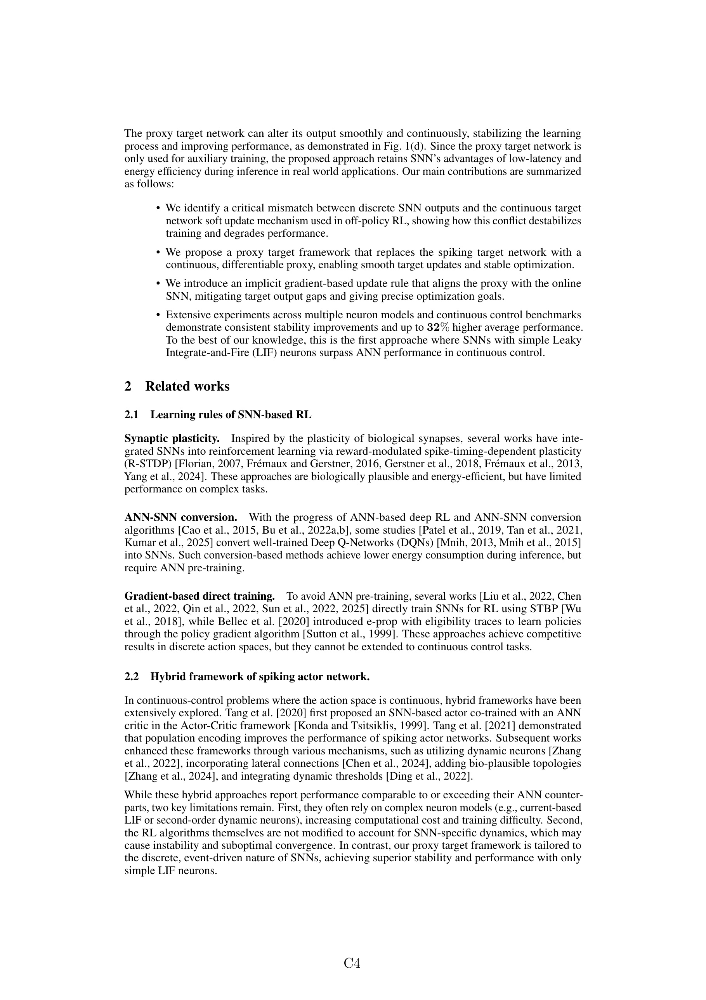 The proxy target network can alter its output smoothly and continuously, stabilizing the learning
process and improving performance, as demonstrated in Fig. 1(d). Since the proxy target network is
only used for auxiliary training, the proposed approach retains SNN's advantages of low-latency and
energy efficiency during inference in real world applications. Our main contributions are summarized
as follows:
• We identify a critical mismatch between discrete SNN outputs and the continuous target
network soft update mechanism used in off-policy RL, showing how this conflict destabilizes
training and degrades performance.
• We propose a proxy target framework that replaces the spiking target network with a
continuous, differentiable proxy, enabling smooth target updates and stable optimization.
• We introduce an implicit gradient-based update rule that aligns the proxy with the online
SNN, mitigating target output gaps and giving precise optimization goals.
• Extensive experiments across multiple neuron models and continuous control benchmarks
demonstrate consistent stability improvements and up to 32% higher average performance.
To the best of our knowledge, this is the first approache where SNNs with simple Leaky
Integrate-and-Fire (LIF) neurons surpass ANN performance in continuous control.
2 Related works
2.1 Learning rules of SNN-based RL
Synaptic plasticity. Inspired by the plasticity of biological synapses, several works have inte-
grated SNNs into reinforcement learning via reward-modulated spike-timing-dependent plasticity
(R-STDP) [Florian, 2007, Frémaux and Gerstner, 2016, Gerstner et al., 2018, Frémaux et al., 2013,
Yang et al., 2024]. These approaches are biologically plausible and energy-efficient, but have limited
performance on complex tasks.
ANN-SNN conversion. With the progress of ANN-based deep RL and ANN-SNN conversion
algorithms [Cao et al., 2015, Bu et al., 2022a,b], some studies [Patel et al., 2019, Tan et al., 2021,
Kumar et al., 2025] convert well-trained Deep Q-Networks (DQNs) [Mnih, 2013, Mnih et al., 2015]
into SNNs. Such conversion-based methods achieve lower energy consumption during inference, but
require ANN pre-training.
Gradient-based direct training. To avoid ANN pre-training, several works [Liu et al., 2022, Chen
et al., 2022, Qin et al., 2022, Sun et al., 2022, 2025] directly train SNNs for RL using STBP [Wu
et al., 2018], while Bellec et al. [2020] introduced e-prop with eligibility traces to learn policies
through the policy gradient algorithm [Sutton et al., 1999]. These approaches achieve competitive
results in discrete action spaces, but they cannot be extended to continuous control tasks.
2.2 Hybrid framework of spiking actor network.
In continuous-control problems where the action space is continuous, hybrid frameworks have been
extensively explored. Tang et al. [2020] first proposed an SNN-based actor co-trained with an ANN
critic in the Actor-Critic framework [Konda and Tsitsiklis, 1999]. Tang et al. [2021] demonstrated
that population encoding improves the performance of spiking actor networks. Subsequent works
enhanced these frameworks through various mechanisms, such as utilizing dynamic neurons [Zhang
et al., 2022], incorporating lateral connections [Chen et al., 2024], adding bio-plausible topologies
[Zhang et al., 2024], and integrating dynamic thresholds [Ding et al., 2022].
While these hybrid approaches report performance comparable to or exceeding their ANN counter-
parts, two key limitations remain. First, they often rely on complex neuron models (e.g., current-based
LIF or second-order dynamic neurons), increasing computational cost and training difficulty. Second,
the RL algorithms themselves are not modified to account for SNN-specific dynamics, which may
cause instability and suboptimal convergence. In contrast, our proxy target framework is tailored to
the discrete, event-driven nature of SNNs, achieving superior stability and performance with only
simple LIF neurons.
C4